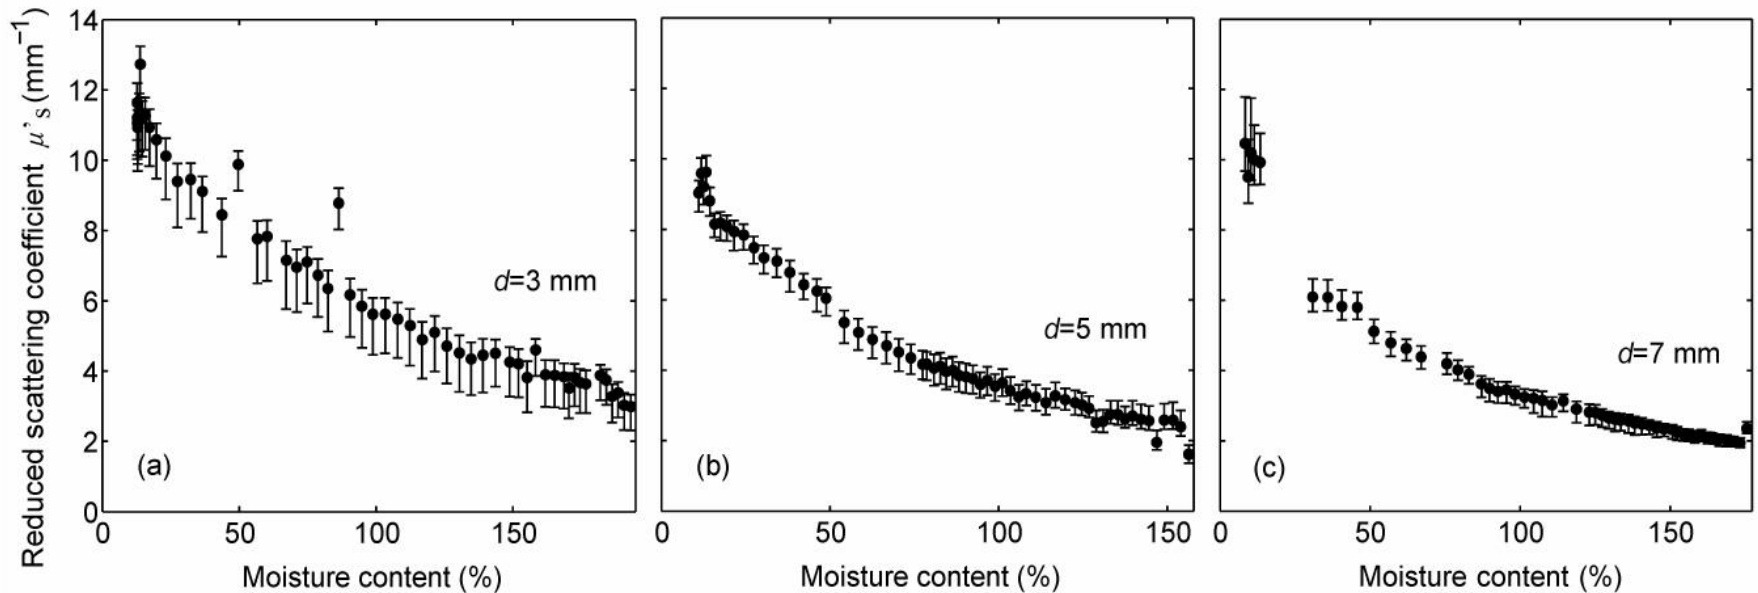 Reduced scattering coefficient μ's (mm⁻¹)
14
12
10
8
6
4
2
0
d=3 mm
(a)
0 50 100 150
Moisture content (%)
d=5 mm
(b)
0 50 100 150
Moisture content (%)
d=7 mm
(c)
0 50 100 150
Moisture content (%)